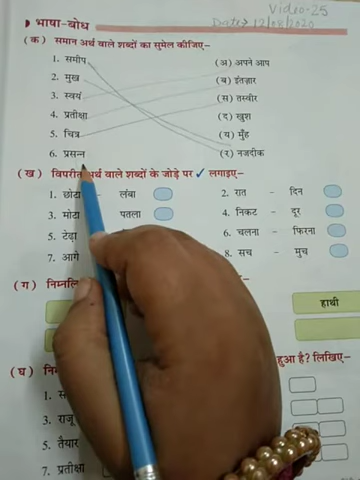 Video-25
भाषा-बोध
Date:- 12/08/2020
(क) समान अर्थ वाले शब्दों का सुमेल कीजिए-
1. समीप (अ) अपने आप
2. मुख (ब) इंतज़ार
3. स्वयं (स) तस्वीर
4. प्रतीक्षा (द) खुश
5. चित्र (य) मुँह
6. प्रसन्न (र) नजदीक
(ख) विपरीत अर्थ वाले शब्दों के जोड़े पर ✓ लगाइए-
1. छोटा - लंबा 2. रात - दिन
3. मोटा पतला 4. निकट - दूर
5. टेढ़ा 6. चलना - फिरना
7. आगे 8. सच - मुच
(ग)
हाथी
(घ) हुआ है? लिखिए
1.
3. राजू
5. तैयार
7. प्रतीक्षा